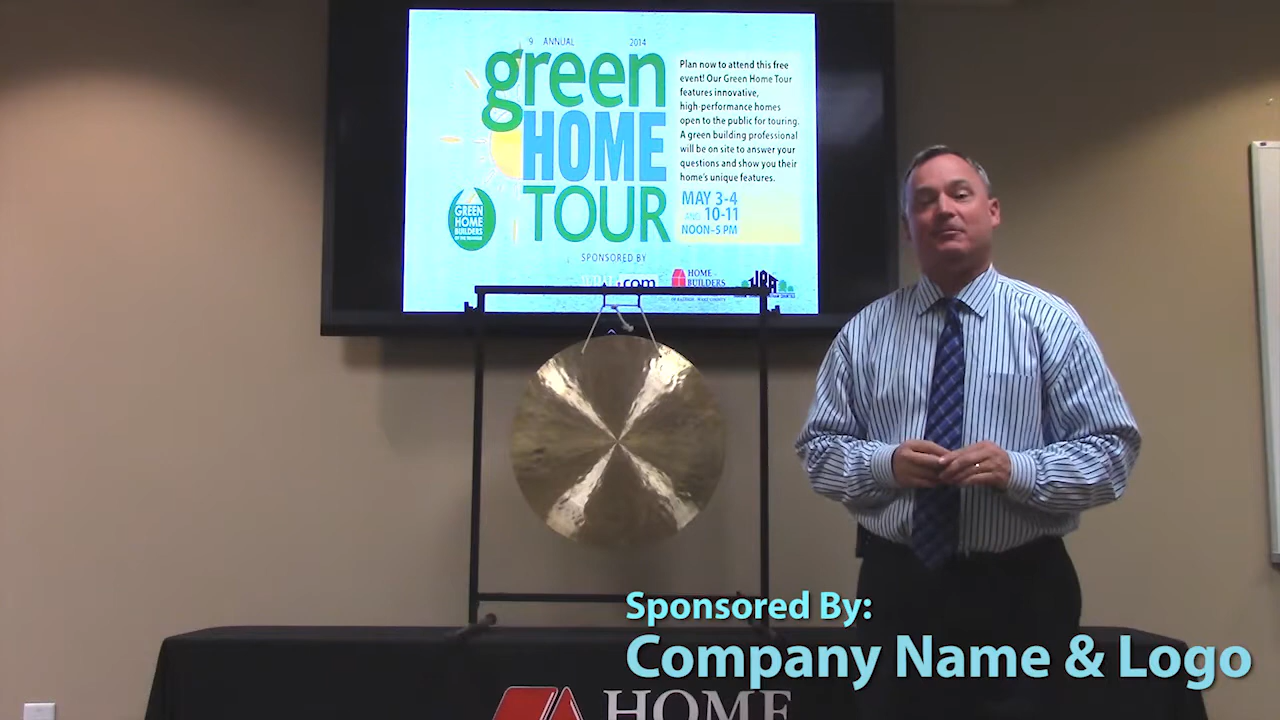 9 ANNUAL 2014
green
HOME
TOUR
Plan now to attend this free
event! Our Green Home Tour
features innovative,
high-performance homes
open to the public for touring.
A green building professional
will be on site to answer your
questions and show you their
home's unique features.
MAY 3-4
AND 10-11
NOON–5 PM
GREEN
HOME
BUILDERS
SPONSORED BY
.com
HOME
BUILDERS
Sponsored By:
Company Name & Logo
HOME